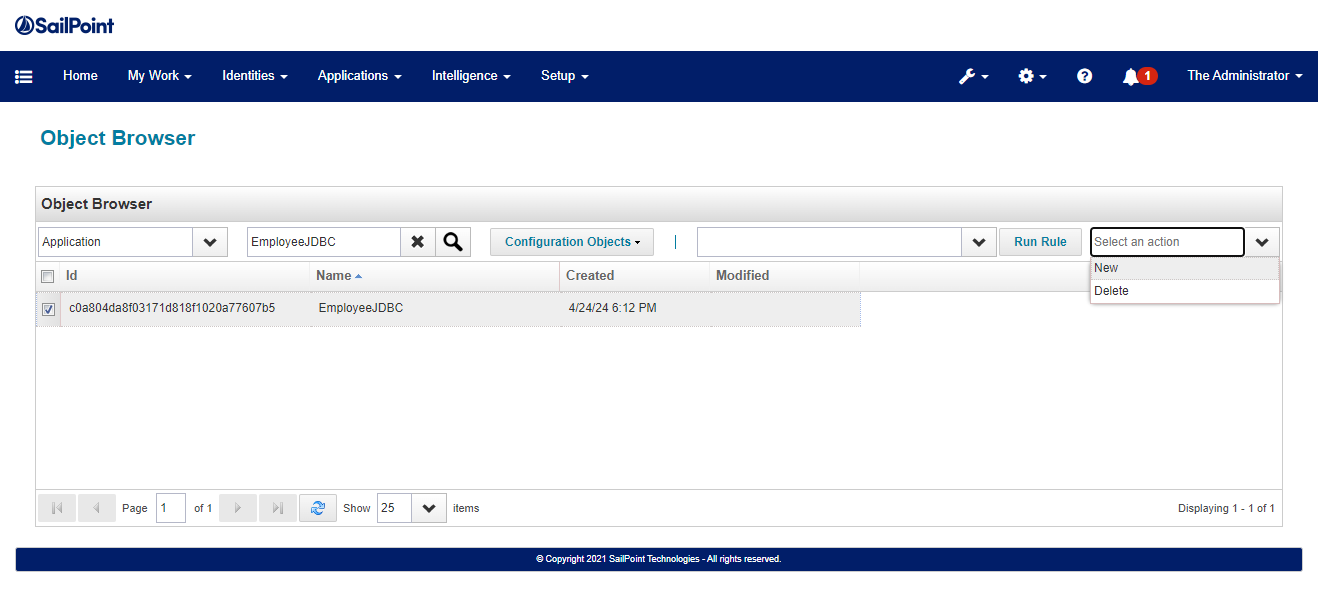 SailPoint
Home My Work Identities Applications Intelligence Setup 1 The Administrator
Object Browser
Object Browser
Application EmployeeJDBC Configuration Objects | Run Rule Select an action
New
Delete
Id Name Created Modified
c0a804da8f03171d818f1020a77607b5 EmployeeJDBC 4/24/24 6:12 PM
Page 1 of 1 Show 25 items Displaying 1 - 1 of 1
© Copyright 2021 SailPoint Technologies - All rights reserved.